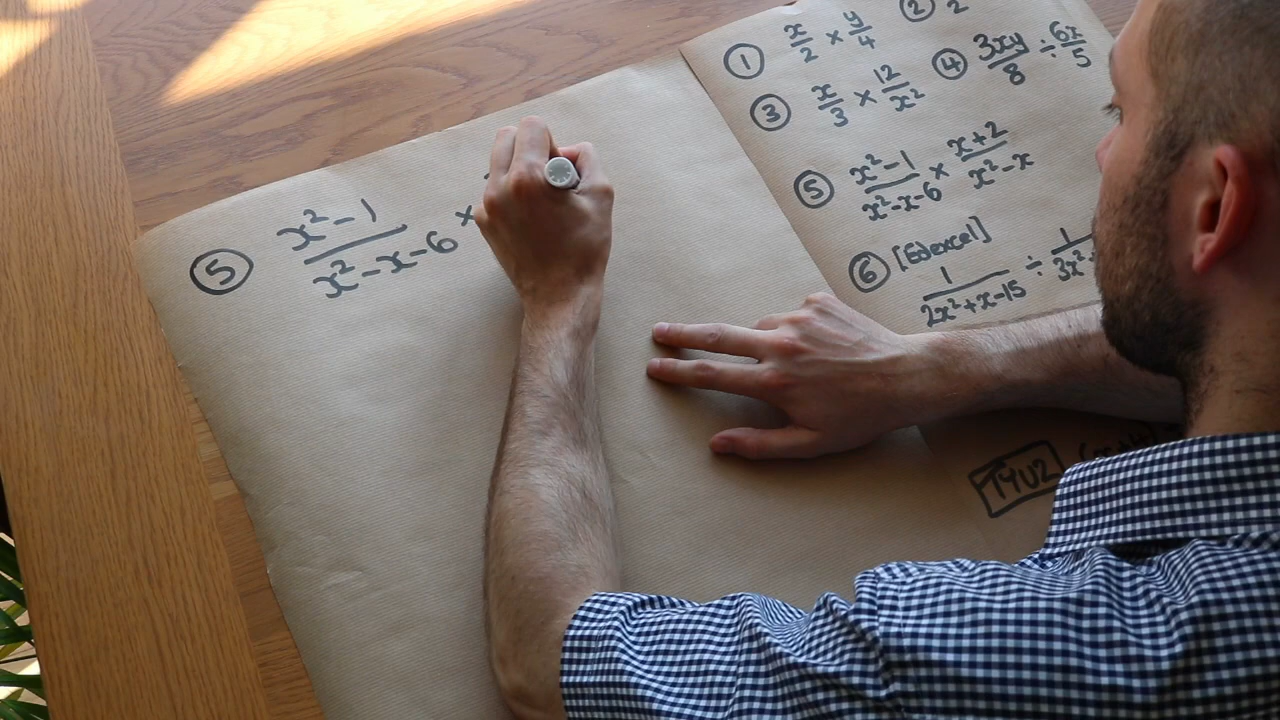 ⑤ x² - 1 / x² - x - 6 ×
① x/2 × y/4
② 2
③ x/3 × 12/x²
④ 3xy/8 ÷ 6x/5
⑤ x² - 1 / x² - x - 6 × x + 2 / x² - x
⑥ [Edexcel]
1 / 2x² + x - 15 ÷ 1 / 3x²
TYU2